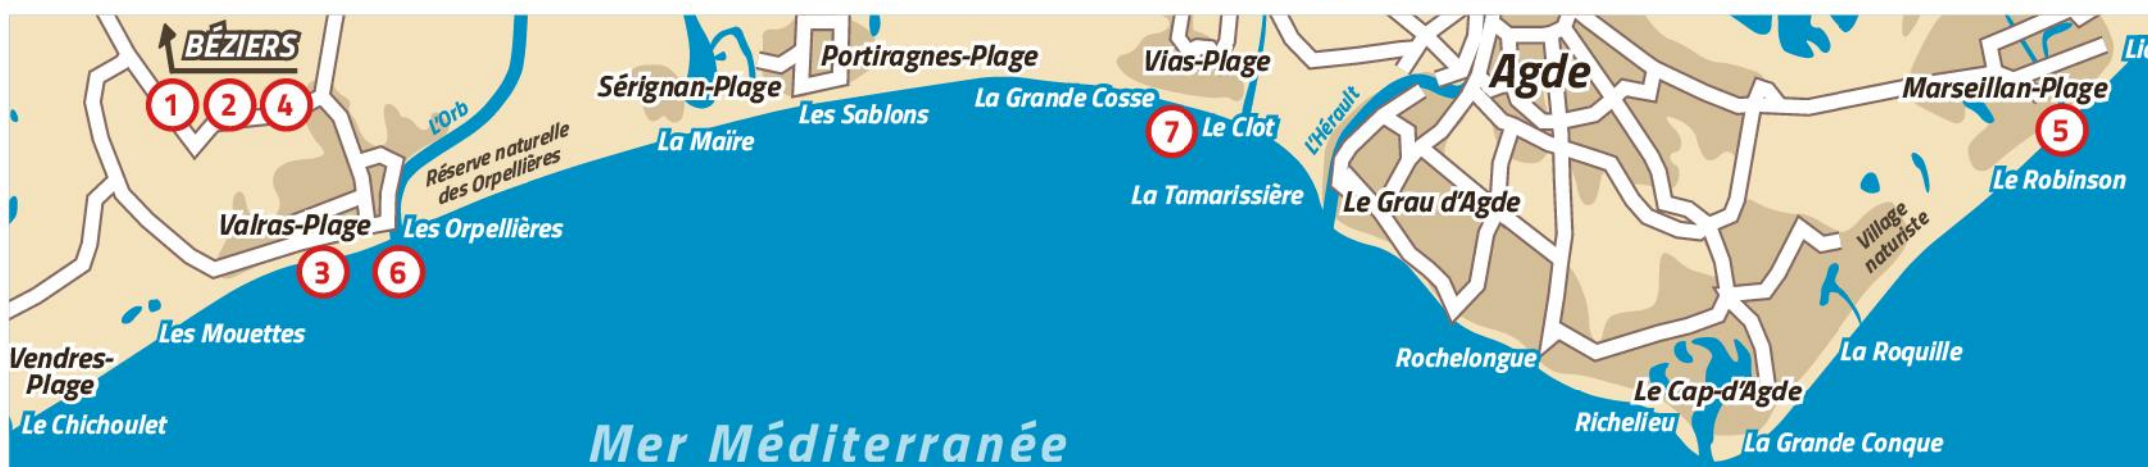 BÉZIERS
1 2 4
L'Orb
Réserve naturelle
des Orpellières
Valras-Plage
3
6
Les Orpellières
Les Mouettes
Vendres-
Plage
Le Chichoulet
Sérignan-Plage
La Maïre
Portiragnes-Plage
Les Sablons
La Grande Cosse
Vias-Plage
7
Le Clot
La Tamarissière
L'Hérault
Agde
Le Grau d'Agde
Rochelongue
Richelieu
Le Cap-d'Agde
La Grande Conque
La Roquille
Village
naturiste
Marseillan-Plage
5
Le Robinson
Mer Méditerranée